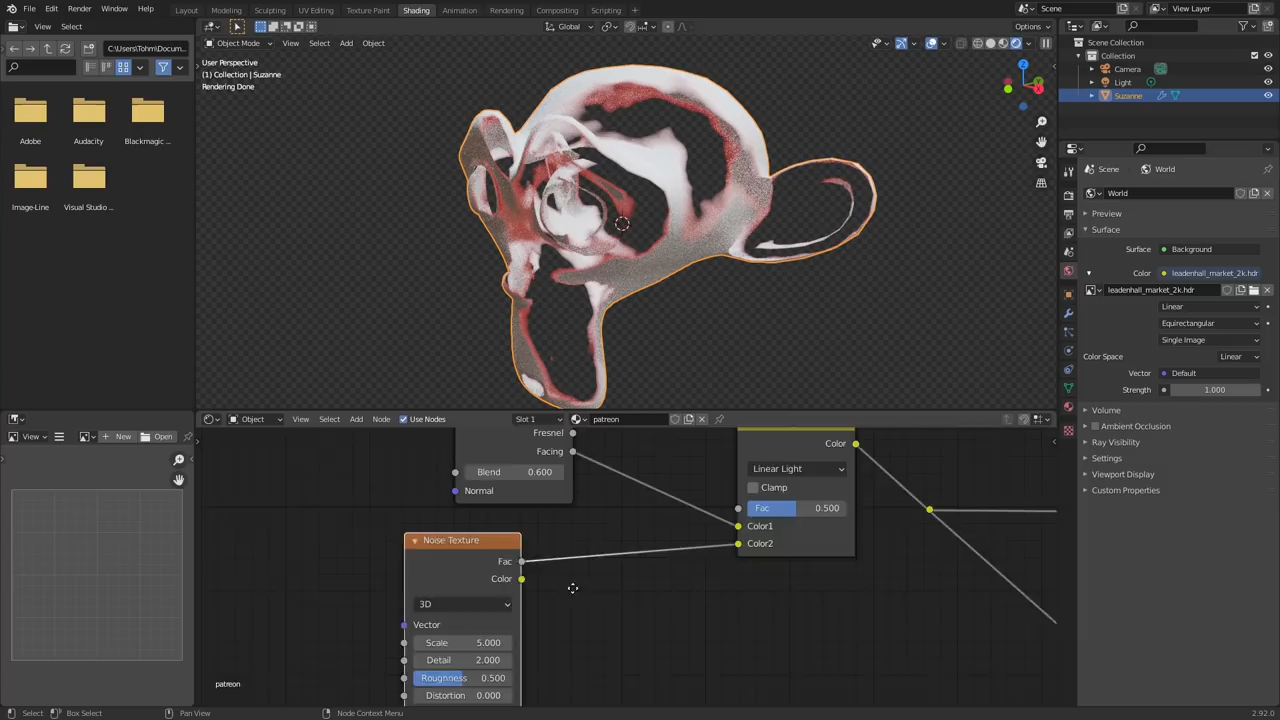 File Edit Render Window Help
Layout Modeling Sculpting UV Editing Texture Paint Shading Animation Rendering Compositing Scripting
Scene
View Layer
View Select
Global
Options
C:\Users\Tohm\Docum...
Object Mode View Select Add Object
User Perspective
(1) Collection | Suzanne
Rendering Done
Adobe
Audacity
Blackmagic ...
Image-Line
Visual Studio ...
Scene Collection
Collection
Camera
Light
Suzanne
Scene
World
World
Preview
Surface
Surface
Background
Color
leadenhall_market_2k.hdr
leadenhall_market_2k.hdr
Linear
Equirectangular
Single Image
Color Space
Linear
Vector
Default
Strength
1.000
Volume
Ambient Occlusion
Ray Visibility
Settings
Viewport Display
Custom Properties
View
New
Open
Object View Select Add Node Use Nodes
Slot 1
patreon
Fresnel
Facing
Blend 0.600
Normal
Color
Linear Light
Clamp
Fac 0.500
Color1
Color2
Noise Texture
Fac
Color
3D
Vector
Scale 5.000
Detail 2.000
Roughness 0.500
Distortion 0.000
patreon
Select
Box Select
Pan View
Node Context Menu
2.92.0